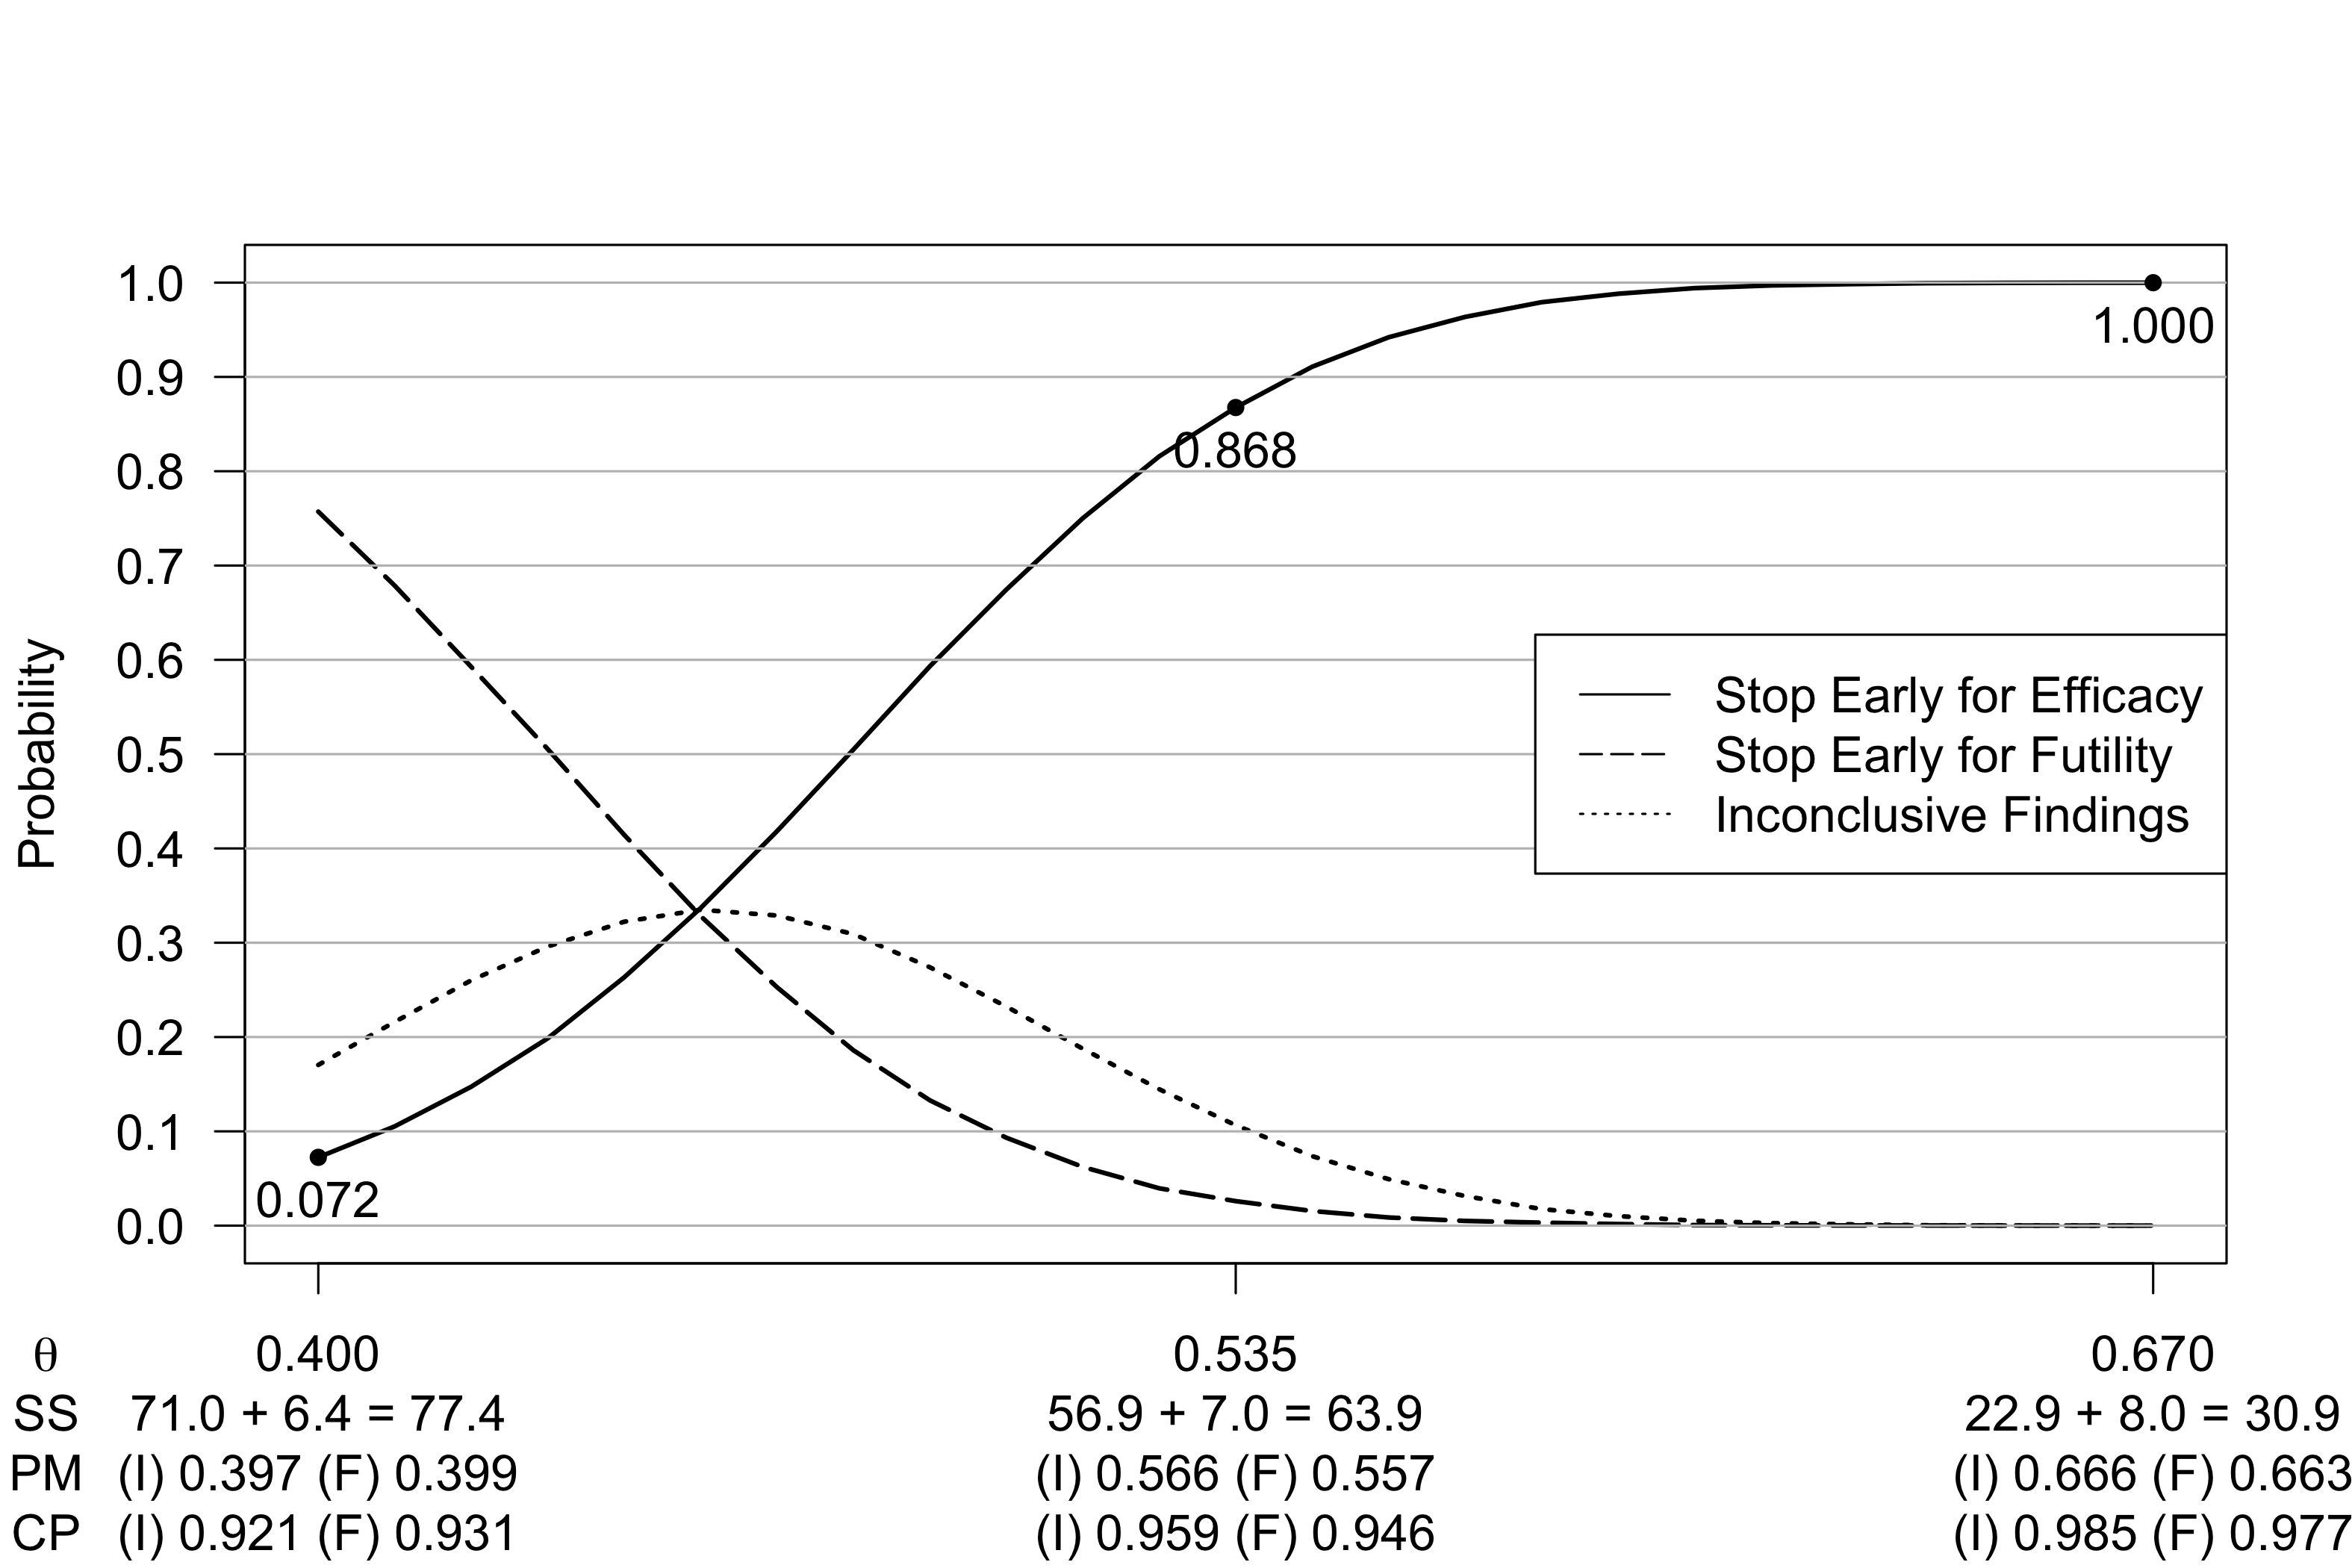 1.0
0.9
0.8
0.7
0.6
0.5
0.4
0.3
0.2
0.1
0.0
Probability
1.000
0.868
0.072
Stop Early for Efficacy
Stop Early for Futility
Inconclusive Findings
θ 0.400 0.535 0.670
SS 71.0 + 6.4 = 77.4 56.9 + 7.0 = 63.9 22.9 + 8.0 = 30.9
PM (I) 0.397 (F) 0.399 (I) 0.566 (F) 0.557 (I) 0.666 (F) 0.663
CP (I) 0.921 (F) 0.931 (I) 0.959 (F) 0.946 (I) 0.985 (F) 0.977